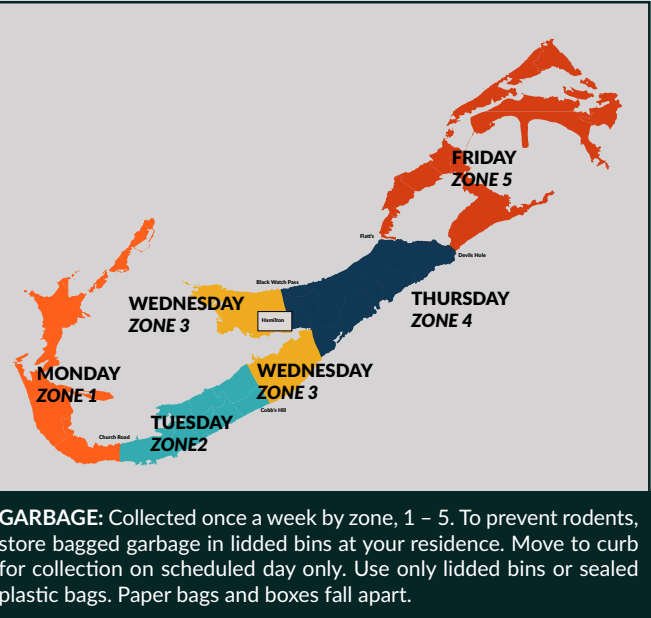 FRIDAY
ZONE 5
Flatt's
Devils Hole
Black Watch Pass
WEDNESDAY
ZONE 3
Hamilton
THURSDAY
ZONE 4
MONDAY
ZONE 1
WEDNESDAY
ZONE 3
Cobb's Hill
TUESDAY
ZONE2
Church Road
GARBAGE: Collected once a week by zone, 1 – 5. To prevent rodents,
store bagged garbage in lidded bins at your residence. Move to curb
for collection on scheduled day only. Use only lidded bins or sealed
plastic bags. Paper bags and boxes fall apart.